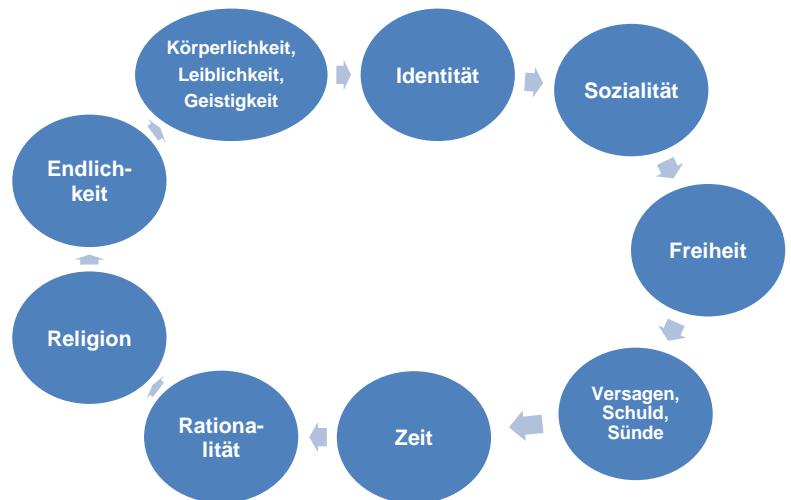 Körperlichkeit,
Leiblichkeit,
Geistigkeit
Identität
Sozialität
Freiheit
Versagen,
Schuld,
Sünde
Zeit
Rationa-
lität
Religion
Endlich-
keit